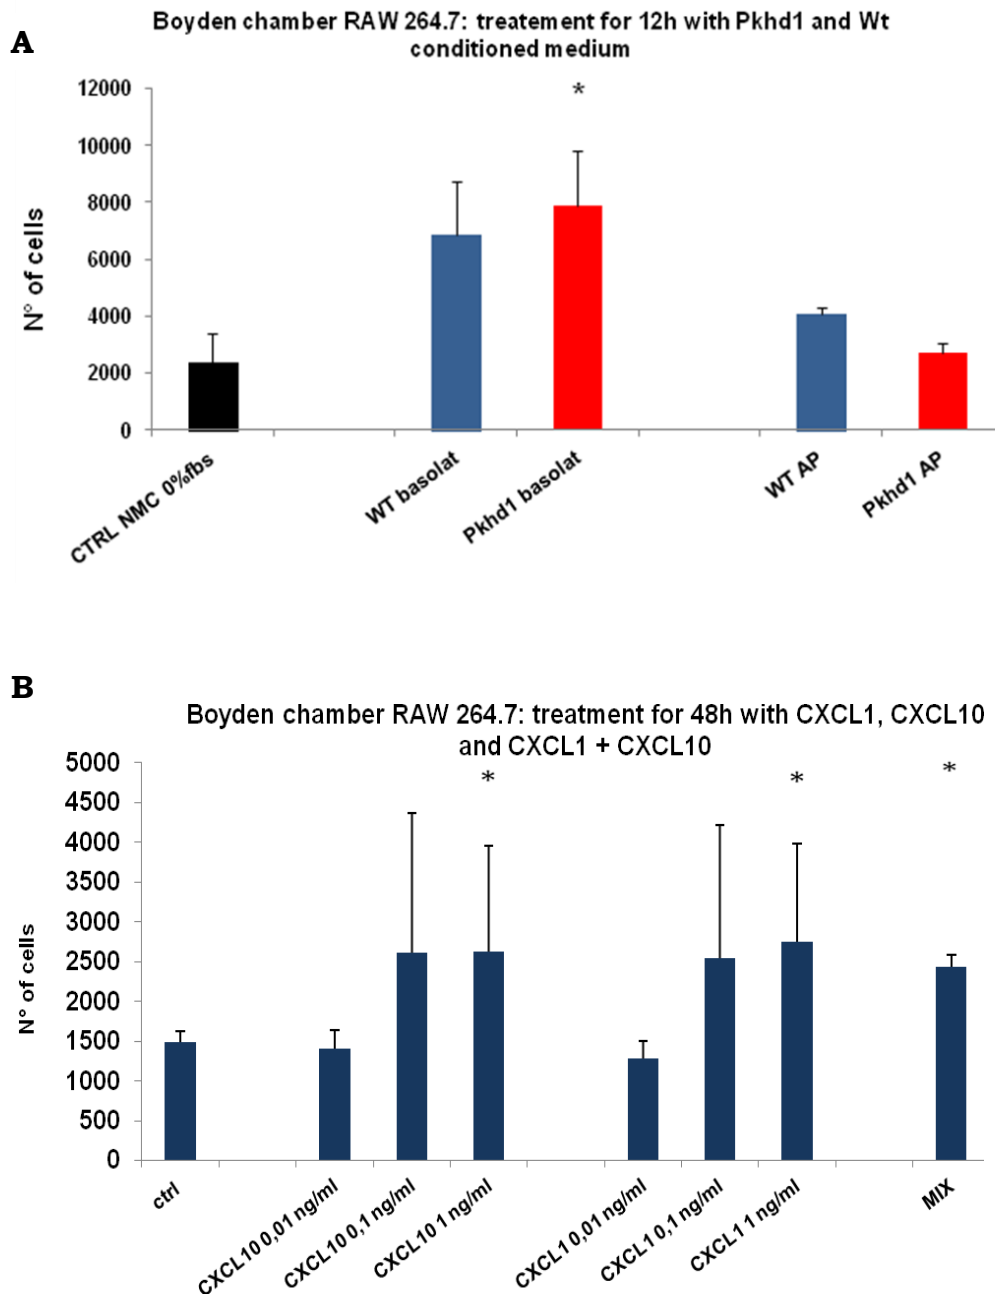 A
Boyden chamber RAW 264.7: treatement for 12h with Pkhd1 and Wt
conditioned medium
*
12000
10000
8000
6000
4000
2000
0
N° of cells
CTRL NMC 0%fbs
WT basolat
Pkhd1 basolat
WT AP
Pkhd1 AP
B
Boyden chamber RAW 264.7: treatment for 48h with CXCL1, CXCL10
and CXCL1 + CXCL10
* * *
5000
4500
4000
3500
3000
2500
2000
1500
1000
500
0
N° of cells
ctrl
CXCL10 0,01 ng/ml
CXCL10 0,1 ng/ml
CXCL10 1 ng/ml
CXCL1 0,01 ng/ml
CXCL1 0,1 ng/ml
CXCL1 1 ng/ml
MIX